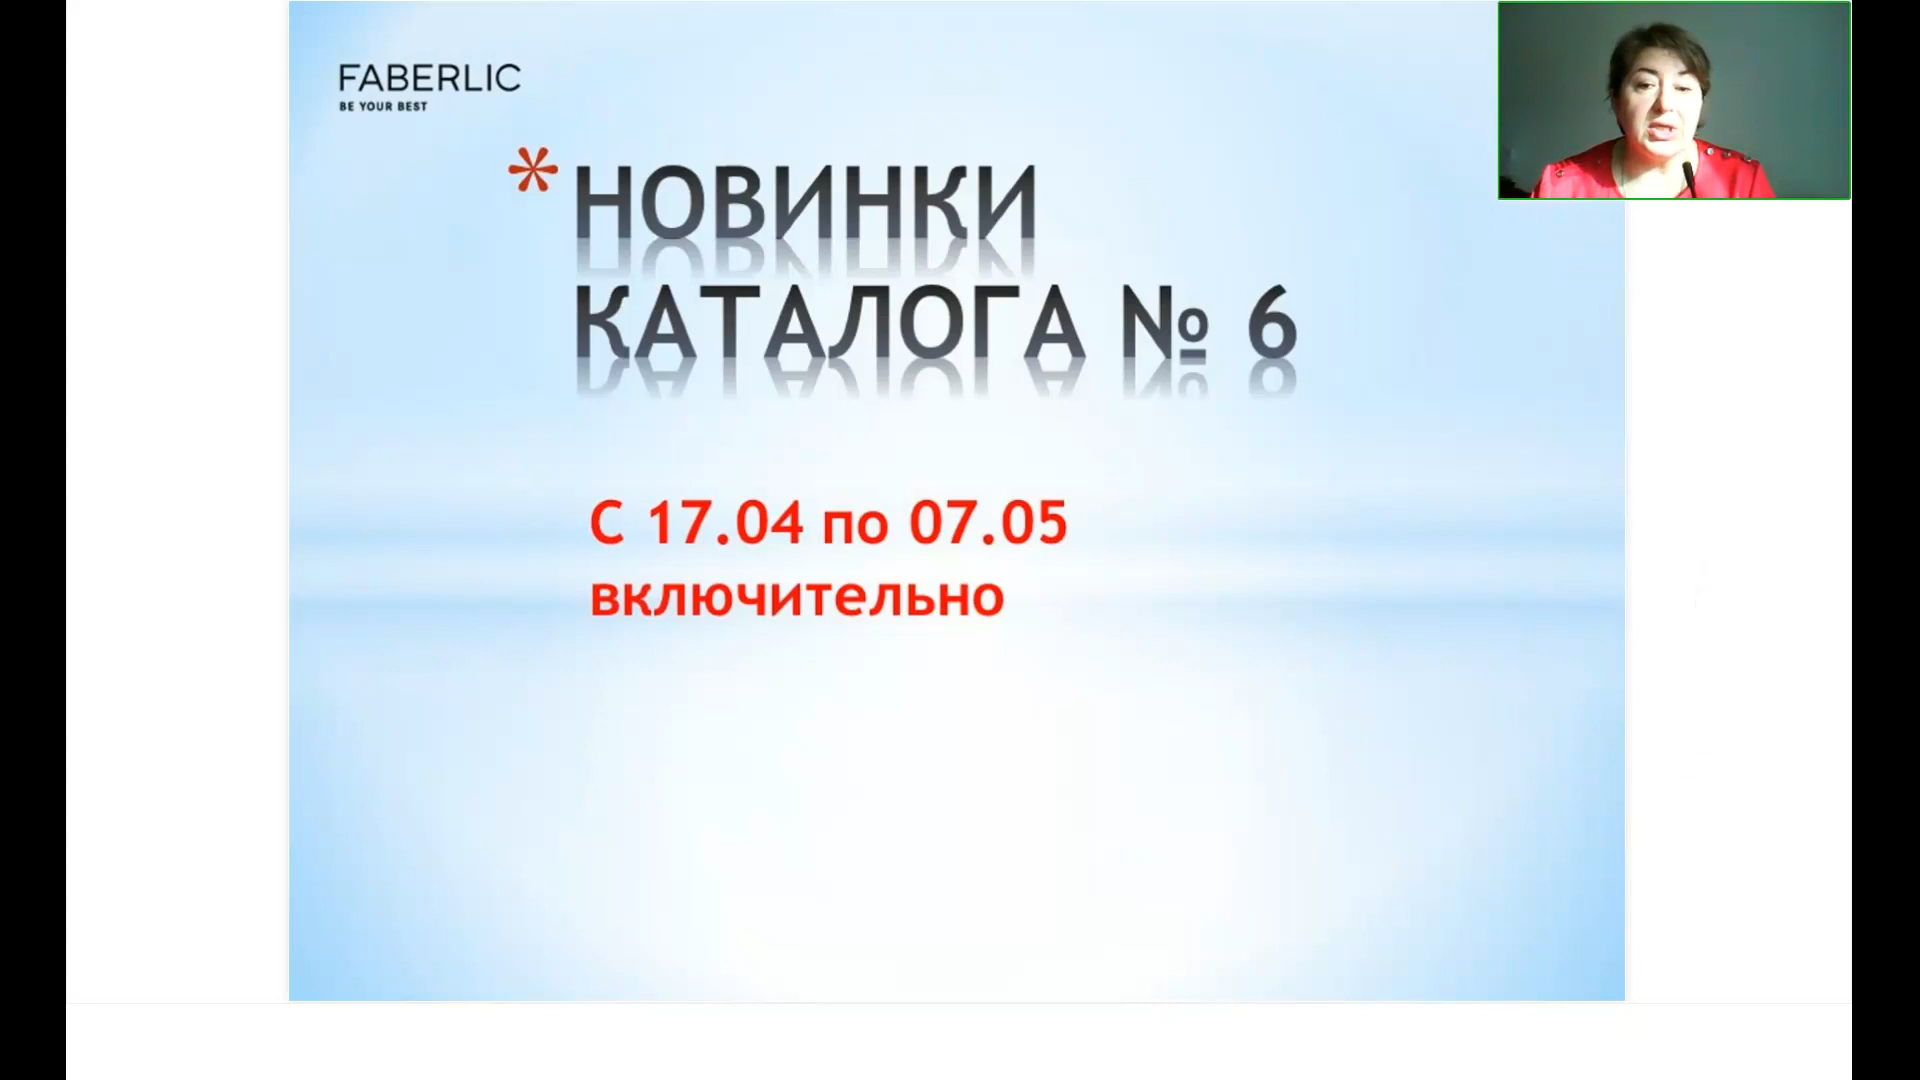 FABERLIC
BE YOUR BEST
* НОВИНКИ
КАТАЛОГА № 6
С 17.04 по 07.05
включительно